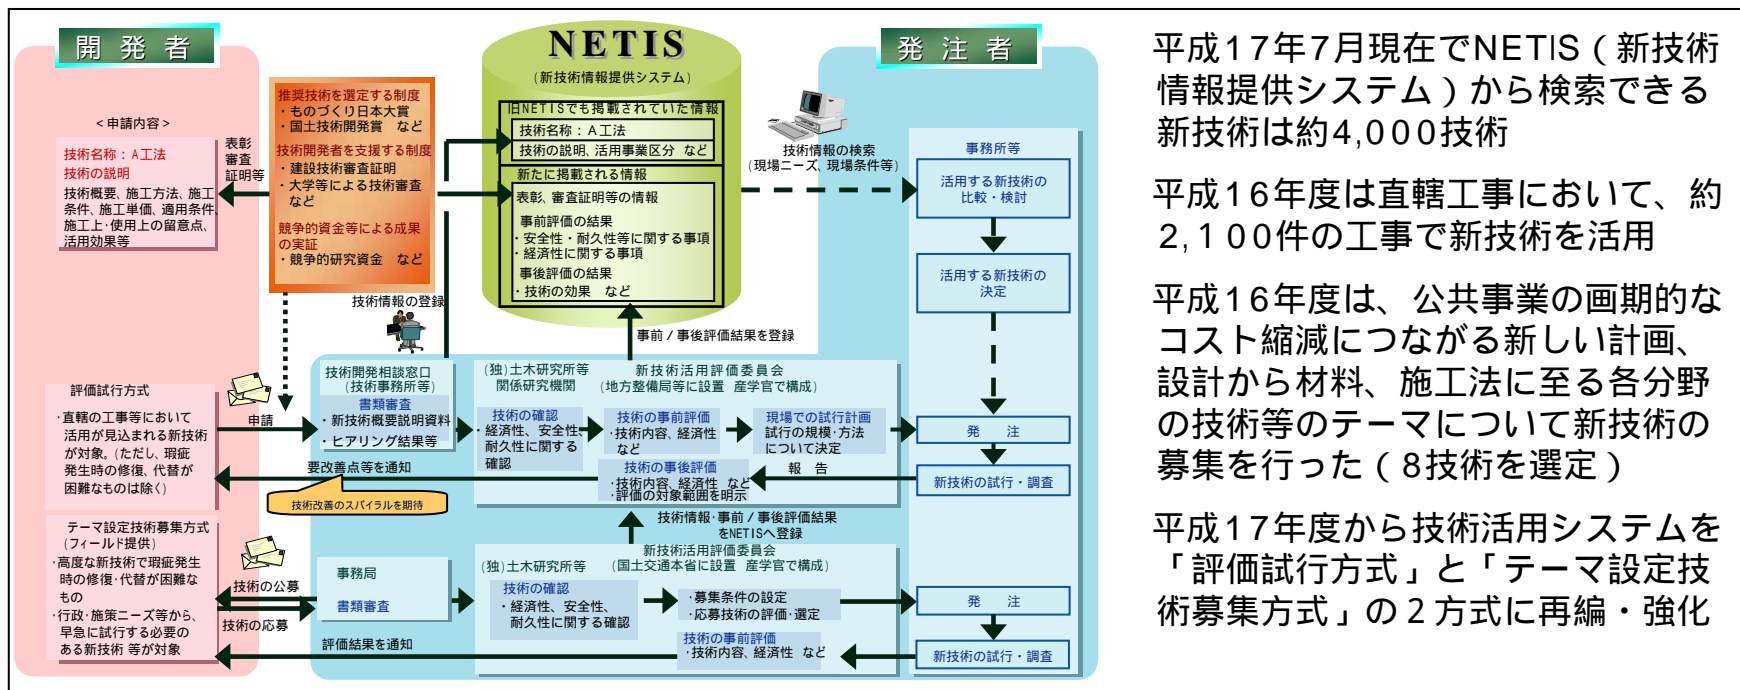 開発者
NETIS
(新技術情報提供システム)
発注者
<申請内容>
技術名称：A工法
技術の説明
技術概要、施工方法、施工
条件、施工単価、適用条件、
施工上・使用上の留意点、
活用効果等
表彰
審査
証明等
推奨技術を選定する制度
・ものづくり日本大賞
・国土技術開発賞 など
技術開発者を支援する制度
・建設技術審査証明
・大学等による技術審査
など
競争的資金等による成果
の実証
・競争的研究資金 など
旧NETISでも掲載されていた情報
技術名称：A工法
技術の説明、活用事業区分 など
新たに掲載される情報
表彰、審査証明等の情報
事前評価の結果
・安全性・耐久性等に関する事項
・経済性に関する事項
事後評価の結果
・技術の効果 など
技術情報の検索
(現場ニーズ、現場条件等)
事務所等
活用する新技術の
比較・検討
活用する新技術の
決定
技術情報の登録
事前/事後評価結果を登録
評価試行方式
・直轄の工事等において
活用が見込まれる新技術
が対象。(ただし、瑕疵
発生時の修復、代替が
困難なものは除く)
申請
技術開発相談窓口
(技術事務所等)
書類審査
・新技術概要説明資料
・ヒアリング結果等
(独)土木研究所等
関係研究機関
新技術活用評価委員会
(地方整備局等に設置 産学官で構成)
技術の確認
・経済性、安全性、
耐久性に関する
確認
技術の事前評価
・技術内容、経済性
など
現場での試行計画
試行の規模・方法
について決定
発 注
要改善点等を通知
技術改善のスパイラルを期待
技術の事後評価
・技術内容、経済性 など
・評価の対象範囲を明示
報 告
新技術の試行・調査
技術情報・事前/事後評価結果
をNETISへ登録
テーマ設定技術募集方式
(フィールド提供)
・高度な新技術で瑕疵発生
時の修復・代替が困難な
もの
・行政・施策ニーズ等から、
早急に試行する必要の
ある新技術 等が対象
技術の公募
技術の応募
事務局
書類審査
(独)土木研究所等
新技術活用評価委員会
(国土交通本省に設置 産学官で構成)
技術の確認
・経済性、安全性、
耐久性に関する確認
・募集条件の設定
・応募技術の評価・選定
発 注
評価結果を通知
技術の事前評価
・技術内容、経済性 など
新技術の試行・調査
平成17年7月現在でNETIS(新技術
情報提供システム)から検索できる
新技術は約4,000技術
平成16年度は直轄工事において、約
2,100件の工事で新技術を活用
平成16年度は、公共事業の画期的な
コスト縮減につながる新しい計画、
設計から材料、施工法に至る各分野
の技術等のテーマについて新技術の
募集を行った(8技術を選定)
平成17年度から技術活用システムを
「評価試行方式」と「テーマ設定技
術募集方式」の2方式に再編・強化